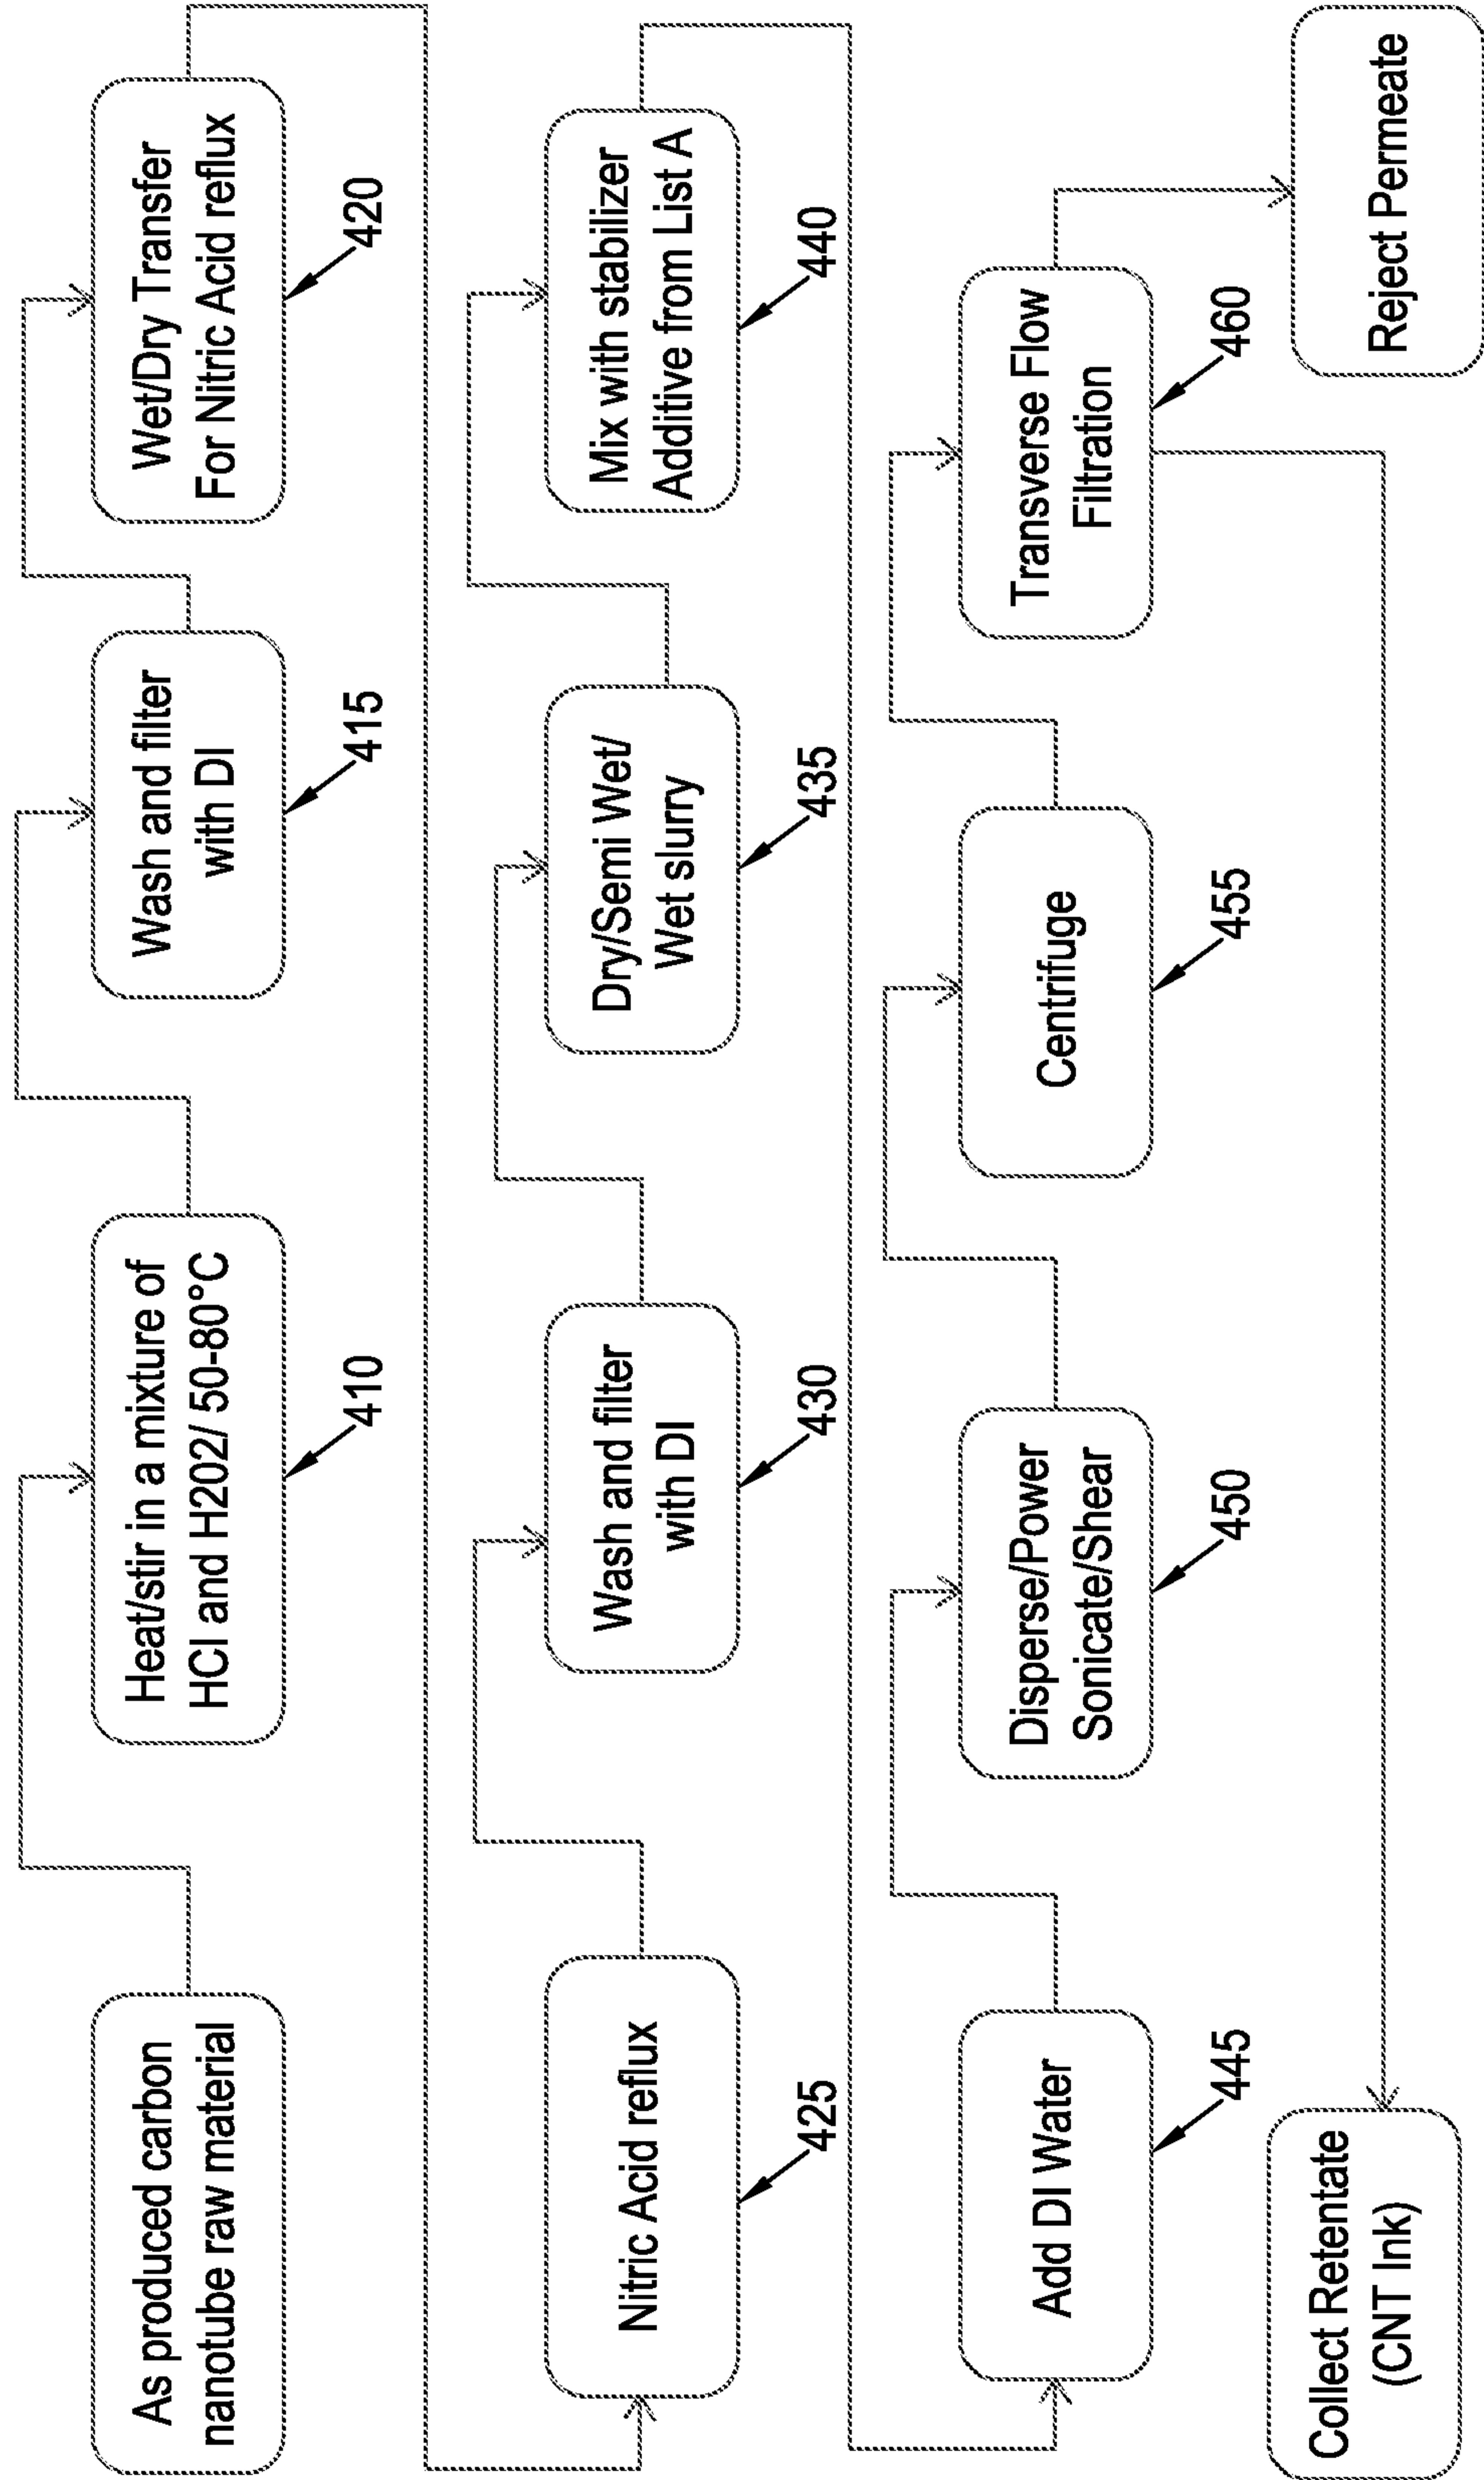 As produced carbon
nanotube raw material
Heat/stir in a mixture of
HCl and H202/ 50-80°C
410
Wash and filter
with DI
415
Wet/Dry Transfer
For Nitric Acid reflux
420
Nitric Acid reflux
425
Wash and filter
with DI
430
Dry/Semi Wet/
Wet slurry
435
Mix with stabilizer
Additive from List A
440
Add DI Water
445
Disperse/Power
Sonicate/Shear
450
Centrifuge
455
Transverse Flow
Filtration
460
Collect Retentate
(CNT Ink)
Reject Permeate